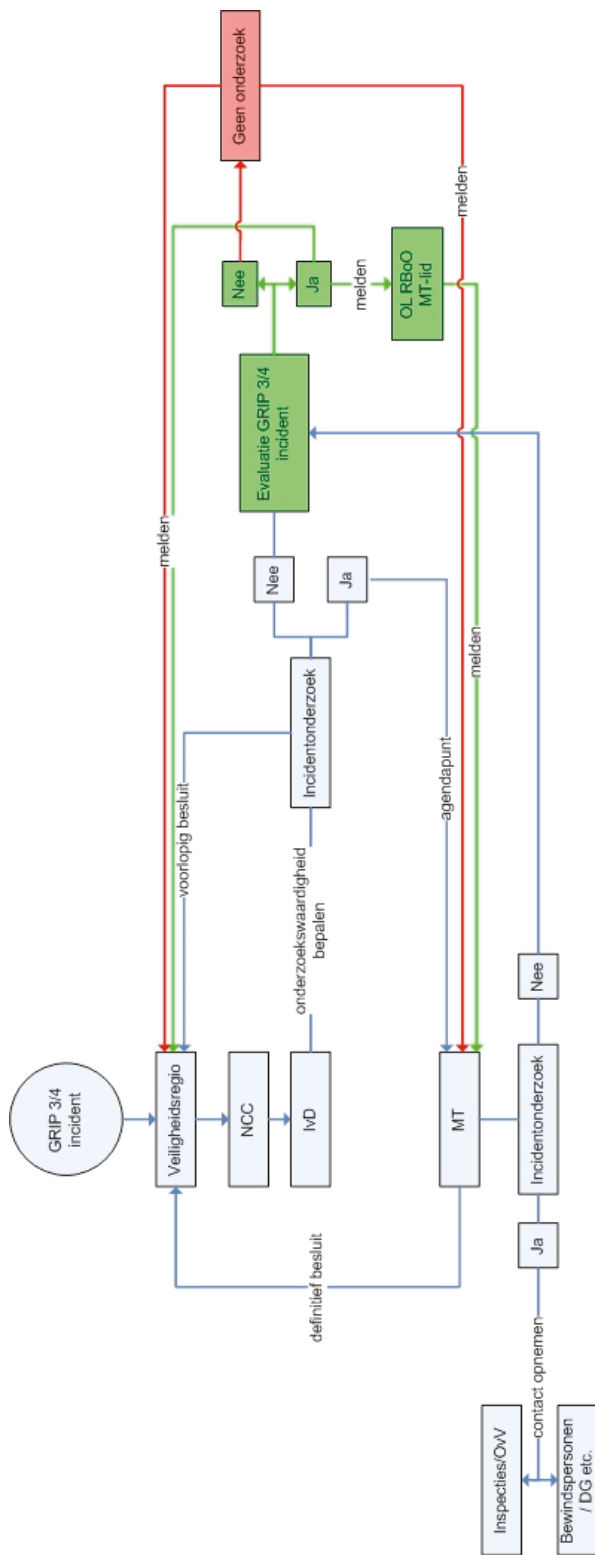 GRIP 3/4
incident
Veiligheidsregio
NCC
IvD
MT
definitief besluit
voorlopig besluit
onderzoekswaardigheid
bepalen
Incidentonderzoek
Nee
Ja
agendapunt
Evaluatie GRIP 3/4
incident
Nee
Ja
melden
OL RBoO
MT-lid
Geen onderzoek
melden
melden
melden
Incidentonderzoek
Ja
Nee
contact opnemen
Inspecties/OvV
Bewindspersonen
/ DG etc.